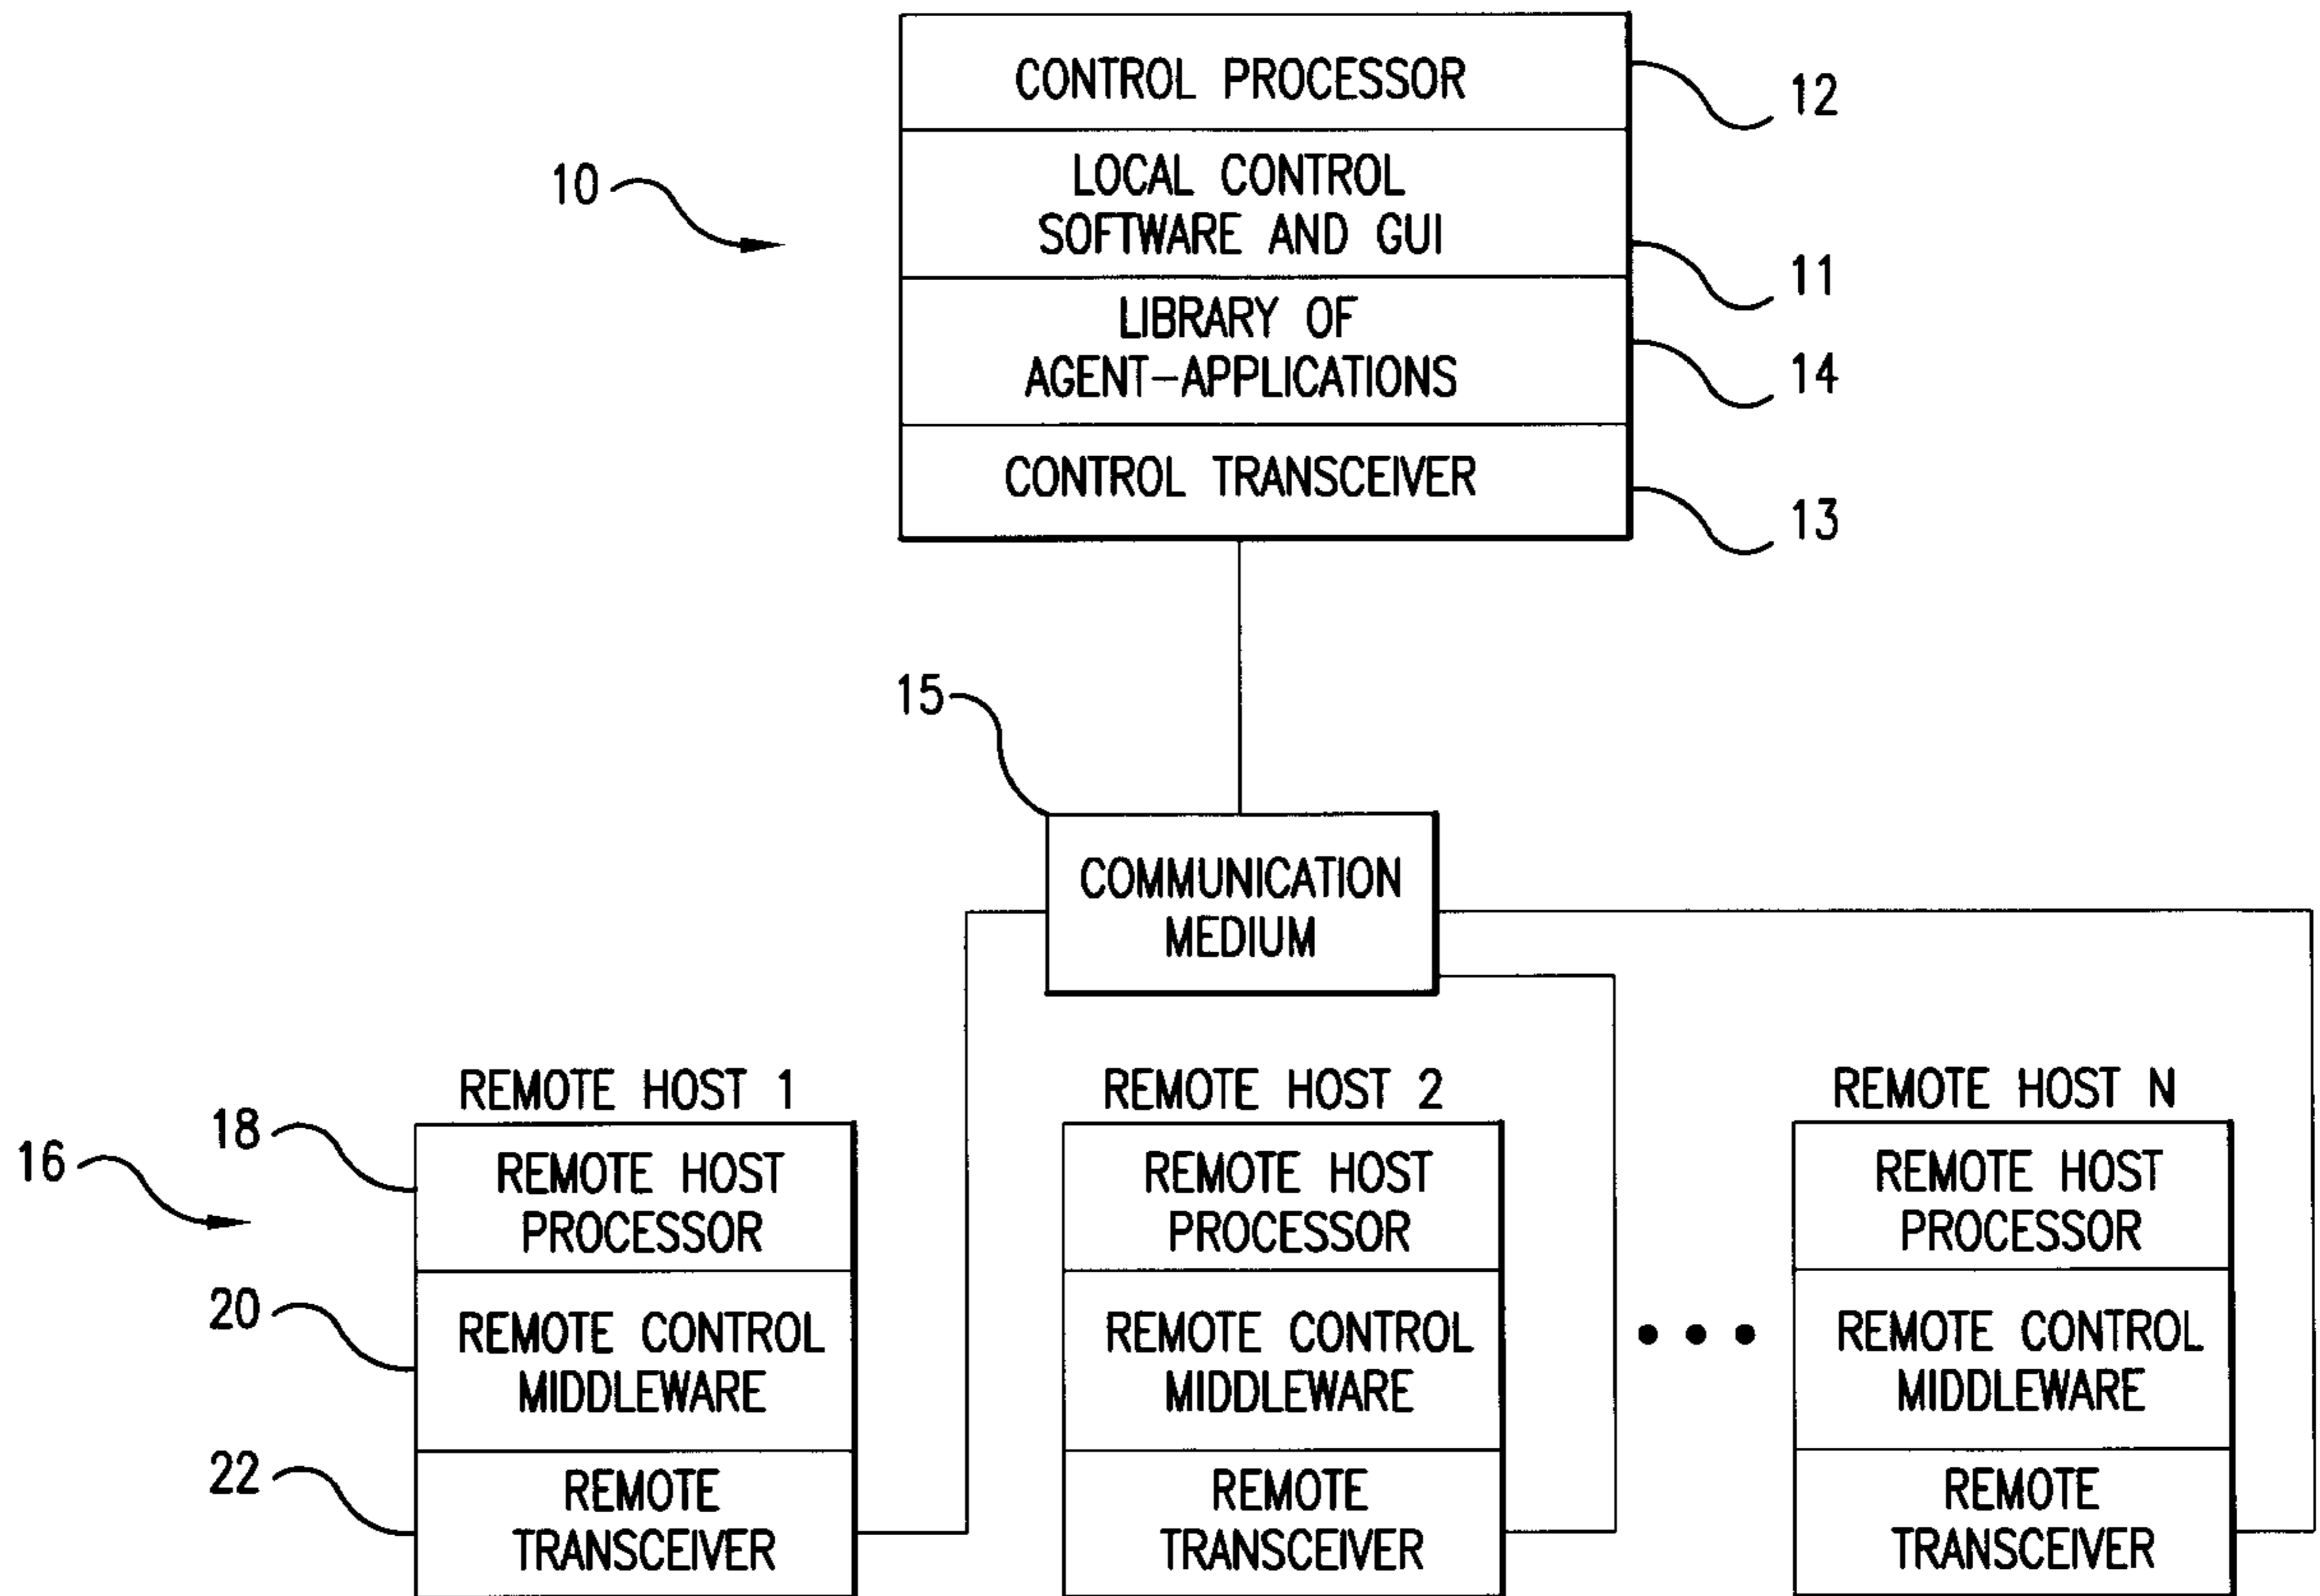 CONTROL PROCESSOR
12
10
LOCAL CONTROL
SOFTWARE AND GUI
11
LIBRARY OF
AGENT-APPLICATIONS
14
CONTROL TRANSCEIVER
13
15
COMMUNICATION
MEDIUM
REMOTE HOST 1
REMOTE HOST 2
REMOTE HOST N
16
18
REMOTE HOST
PROCESSOR
20
REMOTE CONTROL
MIDDLEWARE
22
REMOTE
TRANSCEIVER
REMOTE HOST
PROCESSOR
REMOTE CONTROL
MIDDLEWARE
REMOTE
TRANSCEIVER
REMOTE HOST
PROCESSOR
REMOTE CONTROL
MIDDLEWARE
REMOTE
TRANSCEIVER